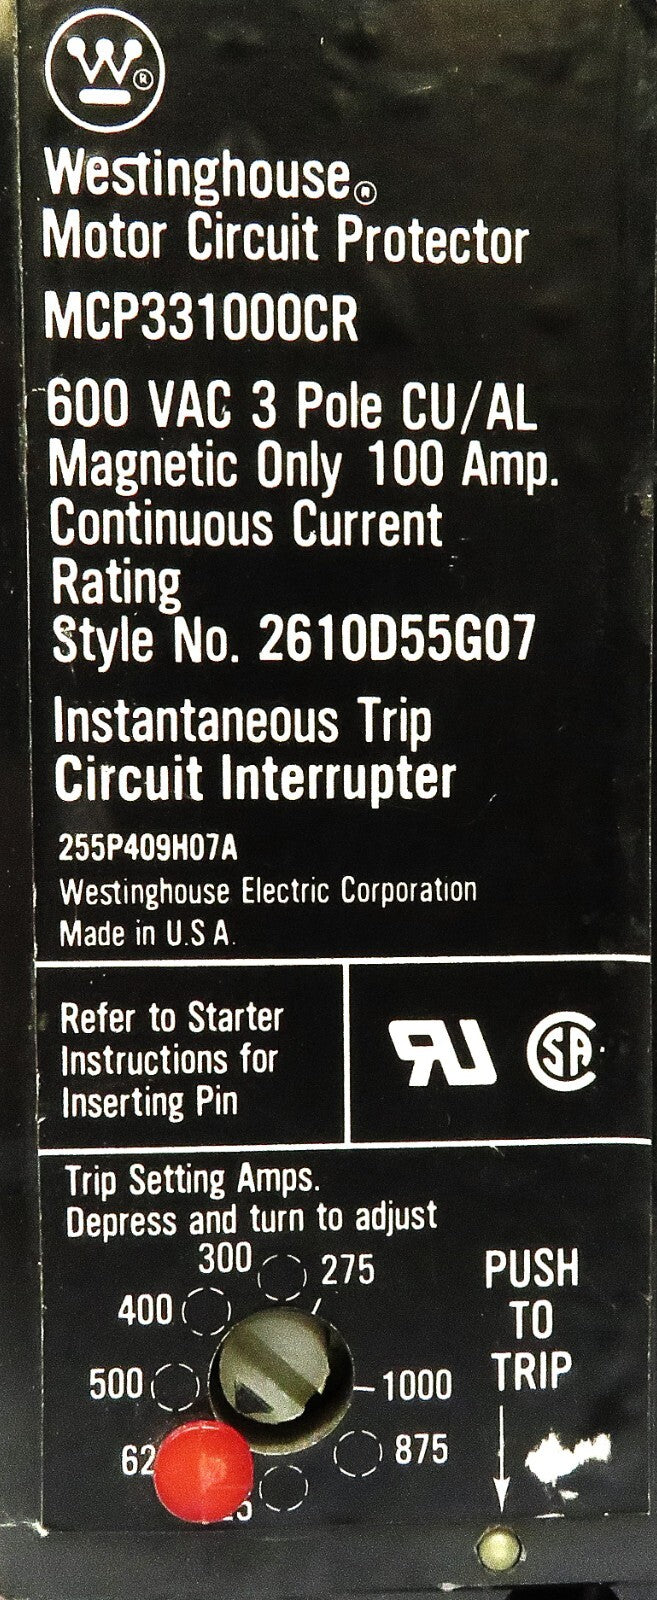 Westinghouse®
Motor Circuit Protector
MCP331000CR
600 VAC 3 Pole CU/AL
Magnetic Only 100 Amp.
Continuous Current
Rating
Style No. 2610D55G07
Instantaneous Trip
Circuit Interrupter
255P409H07A
Westinghouse Electric Corporation
Made in U.S A.
Refer to Starter
Instructions for
Inserting Pin
Trip Setting Amps.
Depress and turn to adjust
300
275
400
500
1000
875
PUSH
TO
TRIP